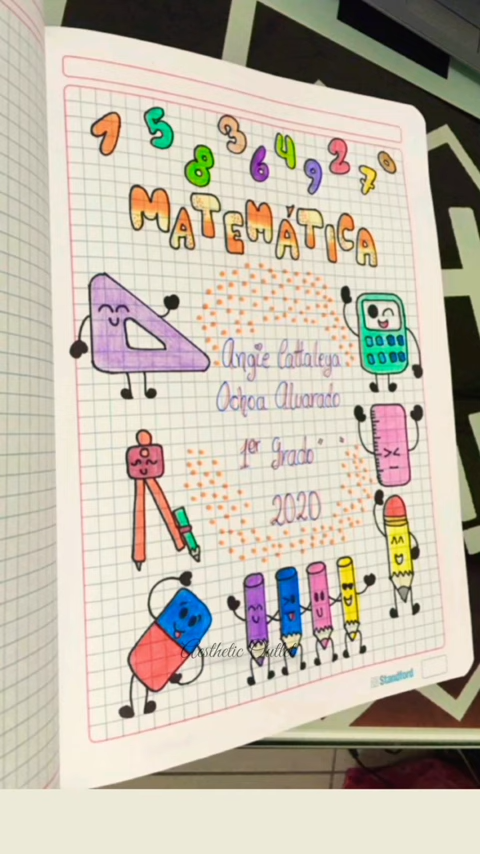 1 5 8 3 6 4 9 2 7 0
MATEMÁTICA
Angie Cattaleya
Ochoa Alvarado
1er grado
2020
Aesthetic
Standford